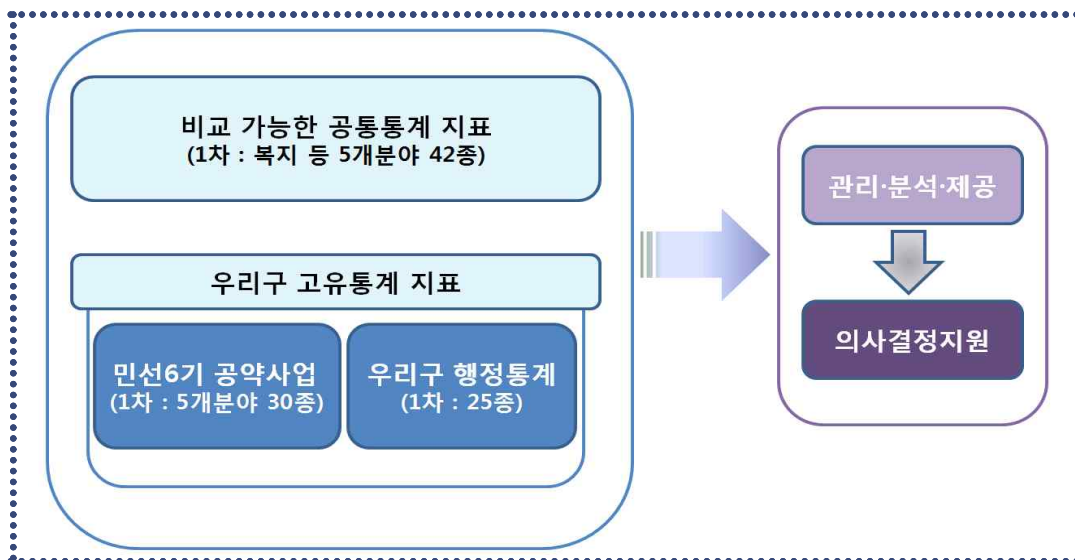 비교 가능한 공통통계 지표
(1차 : 복지 등 5개분야 42종)
우리구 고유통계 지표
민선6기 공약사업
(1차 : 5개분야 30종)
우리구 행정통계
(1차 : 25종)
관리·분석·제공
의사결정지원